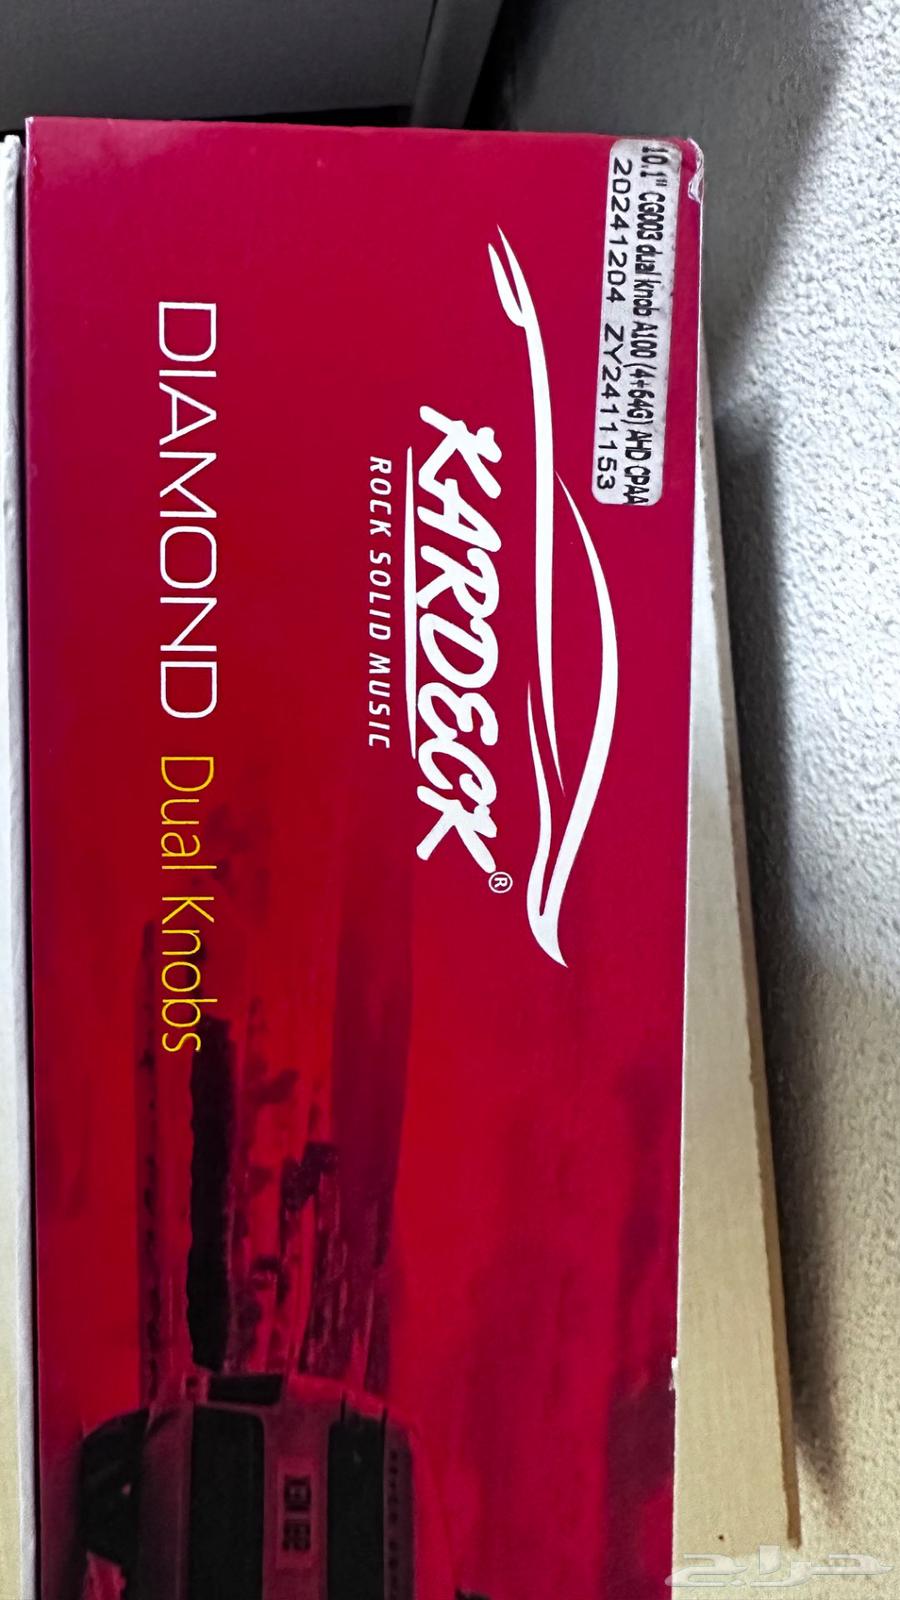 10.1" CG003 dual knob A100 (4+64G) AHD CPAA
20241204 ZY2411153
KARDECK®
ROCK SOLID MUSIC
DIAMOND Dual Knobs
حراج